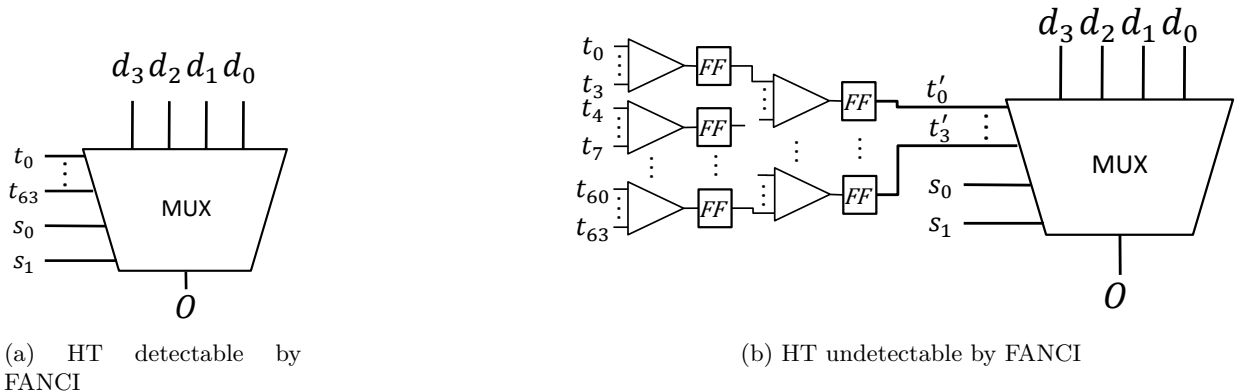 d₃ d₂ d₁ d₀
t₀
t₆₃
s₀
s₁
MUX
O
(a) HT detectable by
FANCI
t₀
t₃
t₄
t₇
t₆₀
t₆₃
FF
FF
FF
FF
FF
t′₀
t′₃
s₀
s₁
d₃ d₂ d₁ d₀
MUX
O
(b) HT undetectable by FANCI